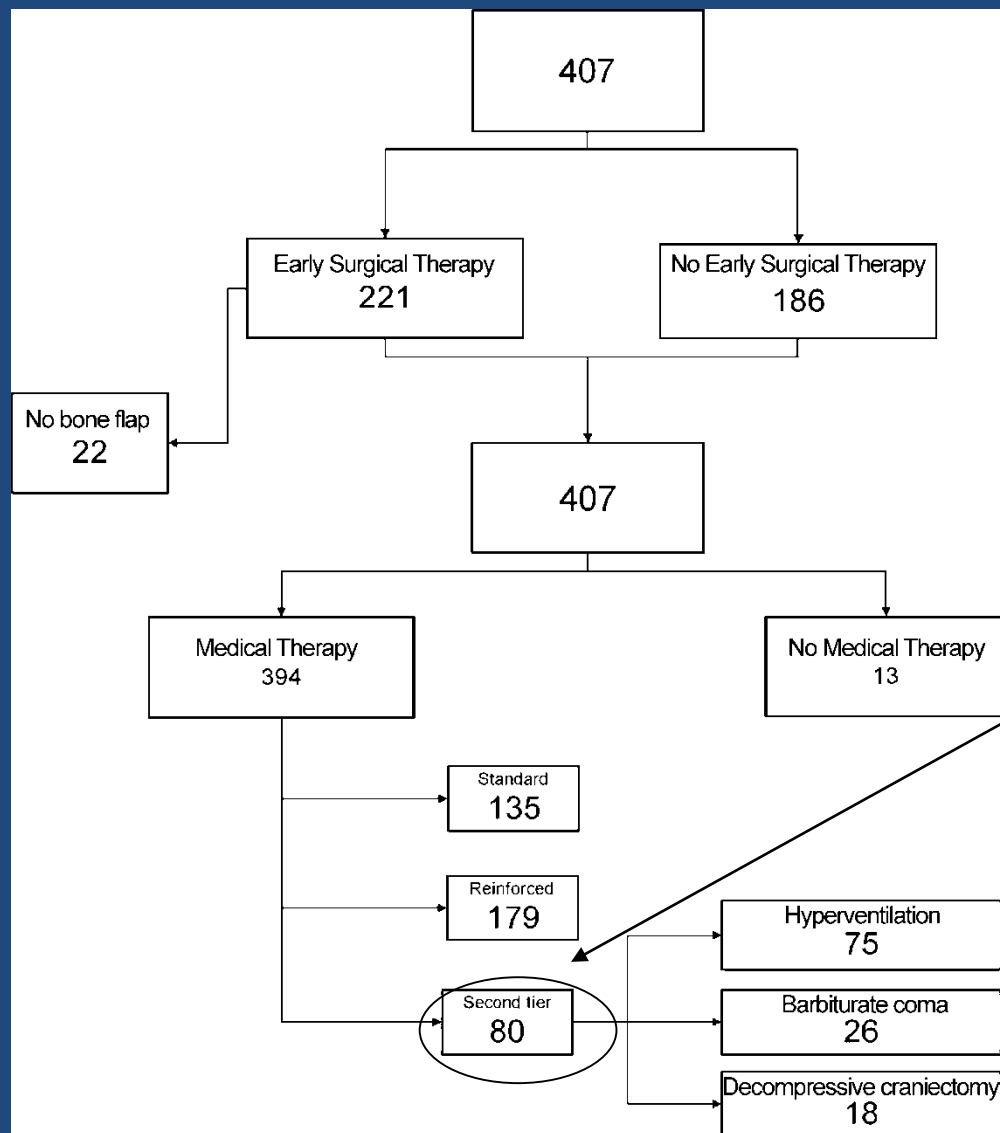 407
Early Surgical Therapy
221
No Early Surgical Therapy
186
No bone flap
22
407
Medical Therapy
394
No Medical Therapy
13
Standard
135
Reinforced
179
Second tier
80
Hyperventilation
75
Barbiturate coma
26
Decompressive craniectomy
18